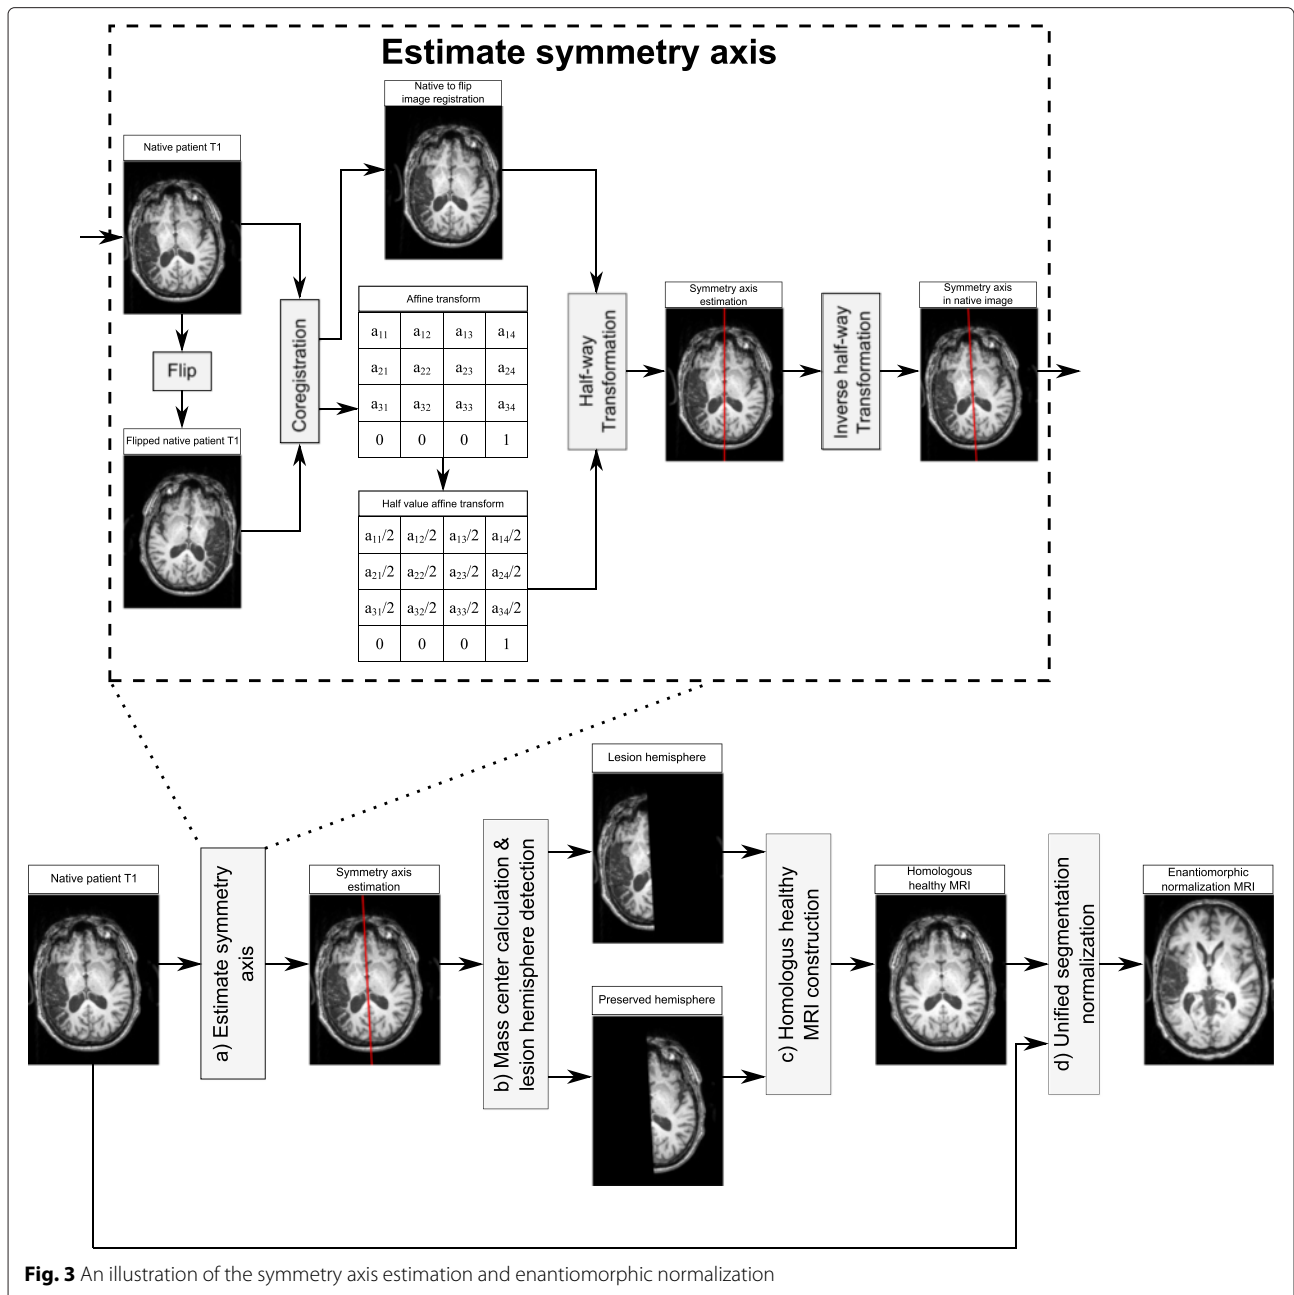 Estimate symmetry axis
Native to flip
image registration
Native patient T1
Flip
Flipped native patient T1
Coregistration
Affine transform
a11 a12 a13 a14
a21 a22 a23 a24
a31 a32 a33 a34
0 0 0 1
Half value affine transform
a11/2 a12/2 a13/2 a14/2
a21/2 a22/2 a23/2 a24/2
a31/2 a32/2 a33/2 a34/2
0 0 0 1
Half-way
Transformation
Symmetry axis
estimation
Inverse half-way
Transformation
Symmetry axis
in native image
Native patient T1
a) Estimate symmetry
axis
Symmetry axis
estimation
b) Mass center calculation &
lesion hemisphere detection
Lesion hemisphere
Preserved hemisphere
c) Homologus healthy
MRI construction
Homologous
healthy MRI
d) Unified segmentation
normalization
Enantiomorphic
normalization MRI
Fig. 3 An illustration of the symmetry axis estimation and enantiomorphic normalization